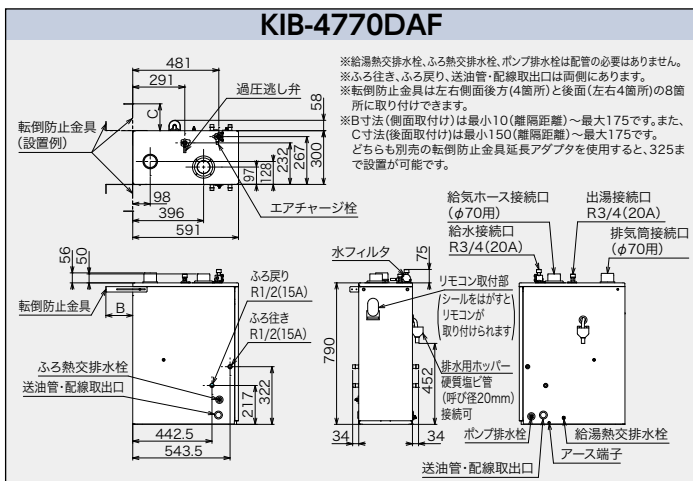 KIB-4770DAF
481
291
過圧逃し弁
C
58
転倒防止金具
(設置例)
300
267
232
128
97
98
396
591
エアチャージ栓
※給湯熱交排水栓、ふろ熱交排水栓、ポンプ排水栓は配管の必要はありません。
※ふろ往き、ふろ戻り、送油管・配線取出口は両側にあります。
※転倒防止金具は左右側面後方(4箇所)と後面(左右4箇所)の8箇
所に取り付けできます。
※B寸法(側面取付け)は最小10(離隔距離)~最大175です。また、
C寸法(後面取付け)は最小150(離隔距離)~最大175です。
どちらも別売の転倒防止金具延長アダプタを使用すると、325ま
で設置が可能です。
56
50
転倒防止金具
B
ふろ戻り
R1/2(15A)
ふろ往き
R1/2(15A)
ふろ熱交排水栓
送油管・配線取出口
322
217
442.5
543.5
水フィルタ
75
リモコン取付部
(シールをはがすと
リモコンが
取り付けられます)
790
452
排水用ホッパー
硬質塩ビ管
(呼び径20mm)
接続可
34
34
給気ホース接続口
(φ70用)
給水接続口
R3/4(20A)
出湯接続口
R3/4(20A)
排気筒接続口
(φ70用)
ポンプ排水栓
給湯熱交排水栓
アース端子
送油管・配線取出口